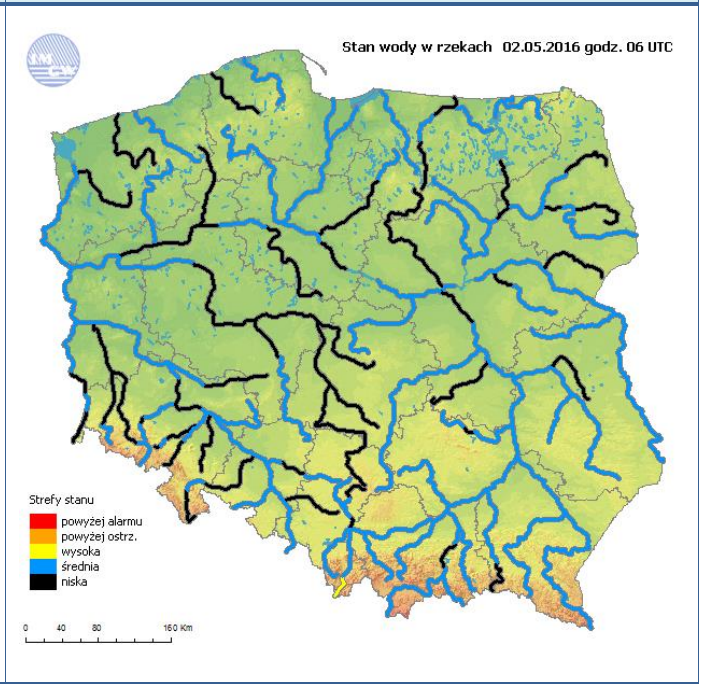 Stan wody w rzekach 02.05.2016 godz. 06 UTC
Strefy stanu
powyżej alarmu
powyżej ostrz.
wysoka
średnia
niska
0 40 80 160 Km